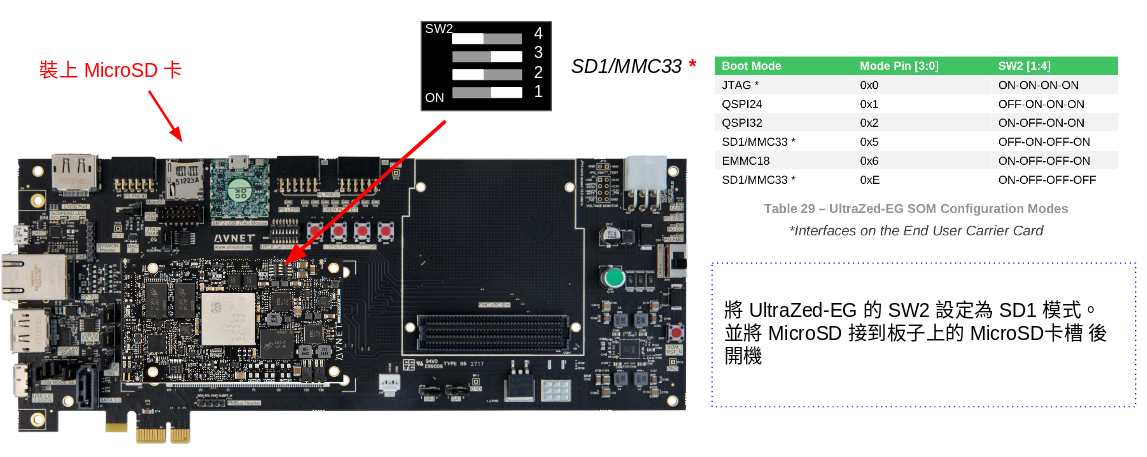 SW2
4
3
2
1
ON
SD1/MMC33 *
裝上 MicroSD 卡
Boot Mode Mode Pin [3:0] SW2 [1:4]
JTAG * 0x0 ON-ON-ON-ON
QSPI24 0x1 OFF-ON-ON-ON
QSPI32 0x2 ON-OFF-ON-ON
SD1/MMC33 * 0x5 OFF-ON-OFF-ON
EMMC18 0x6 ON-OFF-OFF-ON
SD1/MMC33 * 0xE ON-OFF-OFF-OFF
Table 29 – UltraZed-EG SOM Configuration Modes
*Interfaces on the End User Carrier Card
將 UltraZed-EG 的 SW2 設定為 SD1 模式。
並將 MicroSD 接到板子上的 MicroSD卡槽 後
開機
AVNET
AVNET
94V0 TYPE 86 2717